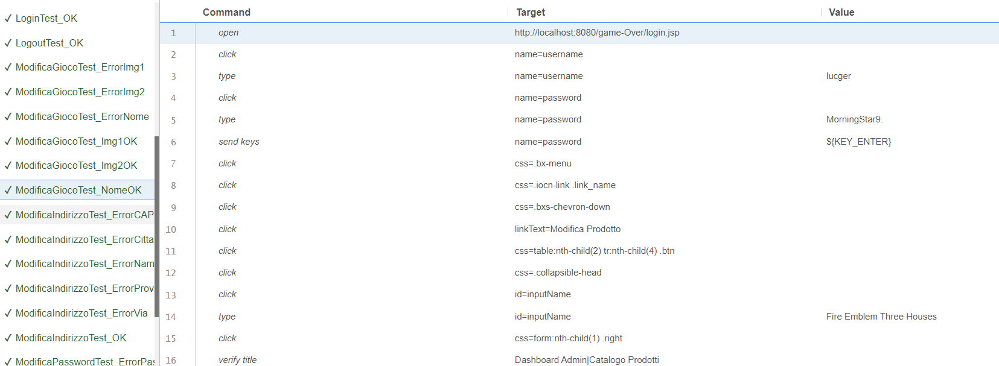 LoginTest_OK
LogoutTest_OK
ModificaGiocoTest_ErrorImg1
ModificaGiocoTest_ErrorImg2
ModificaGiocoTest_ErrorNome
ModificaGiocoTest_Img1OK
ModificaGiocoTest_Img2OK
ModificaGiocoTest_NomeOK
ModificaIndirizzoTest_ErrorCAP
ModificaIndirizzoTest_ErrorCitta
ModificaIndirizzoTest_ErrorNam
ModificaIndirizzoTest_ErrorProv
ModificaIndirizzoTest_ErrorVia
ModificaIndirizzoTest_OK
ModificaPasswordTest_ErrorPas
Command Target Value
1 open http://localhost:8080/game-Over/login.jsp
2 click name=username
3 type name=username lucger
4 click name=password
5 type name=password MorningStar9.
6 send keys name=password ${KEY_ENTER}
7 click css=.bx-menu
8 click css=.iocn-link .link_name
9 click css=.bxs-chevron-down
10 click linkText=Modifica Prodotto
11 click css=table:nth-child(2) tr:nth-child(4) .btn
12 click css=.collapsible-head
13 click id=inputName
14 type id=inputName Fire Emblem Three Houses
15 click css=form:nth-child(1) .right
16 verify title Dashboard Admin|Catalogo Prodotti